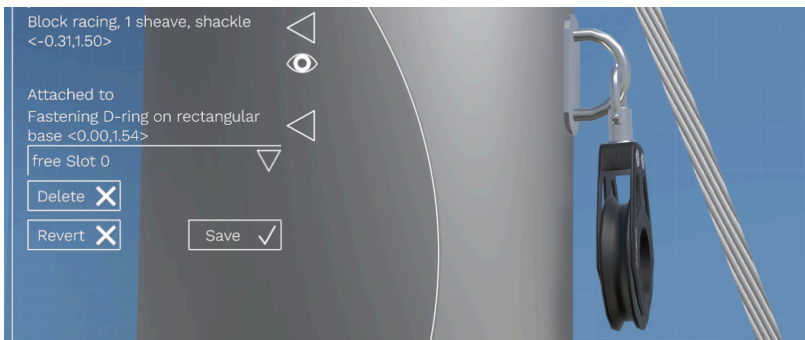 Block racing, 1 sheave, shackle
<-0.31,1.50>
Attached to
Fastening D-ring on rectangular
base <0.00,1.54>
free Slot 0
Delete
Revert
Save